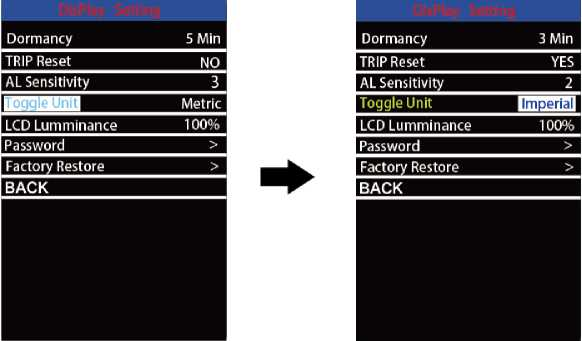 DisPlay Setting
Dormancy 5 Min
TRIP Reset NO
AL Sensitivity 3
Toggle Unit Metric
LCD Lumminance 100%
Password >
Factory Restore >
BACK
DisPlay Setting
Dormancy 3 Min
TRIP Reset YES
AL Sensitivity 2
Toggle Unit Imperial
LCD Lumminance 100%
Password >
Factory Restore >
BACK